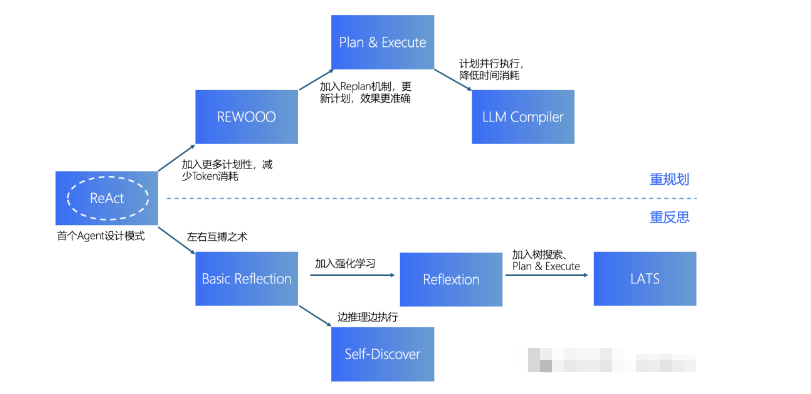 Plan & Execute
计划并行执行，
降低时间消耗
加入Replan机制，更
新计划，效果更准确
REWOOO
LLM Compiler
加入更多计划性，减
少Token消耗
重规划
ReAct
首个Agent设计模式
重反思
左右互搏之术
加入树搜索、
Plan & Execute
加入强化学习
Basic Reflection
Reflextion
LATS
边推理边执行
Self-Discover